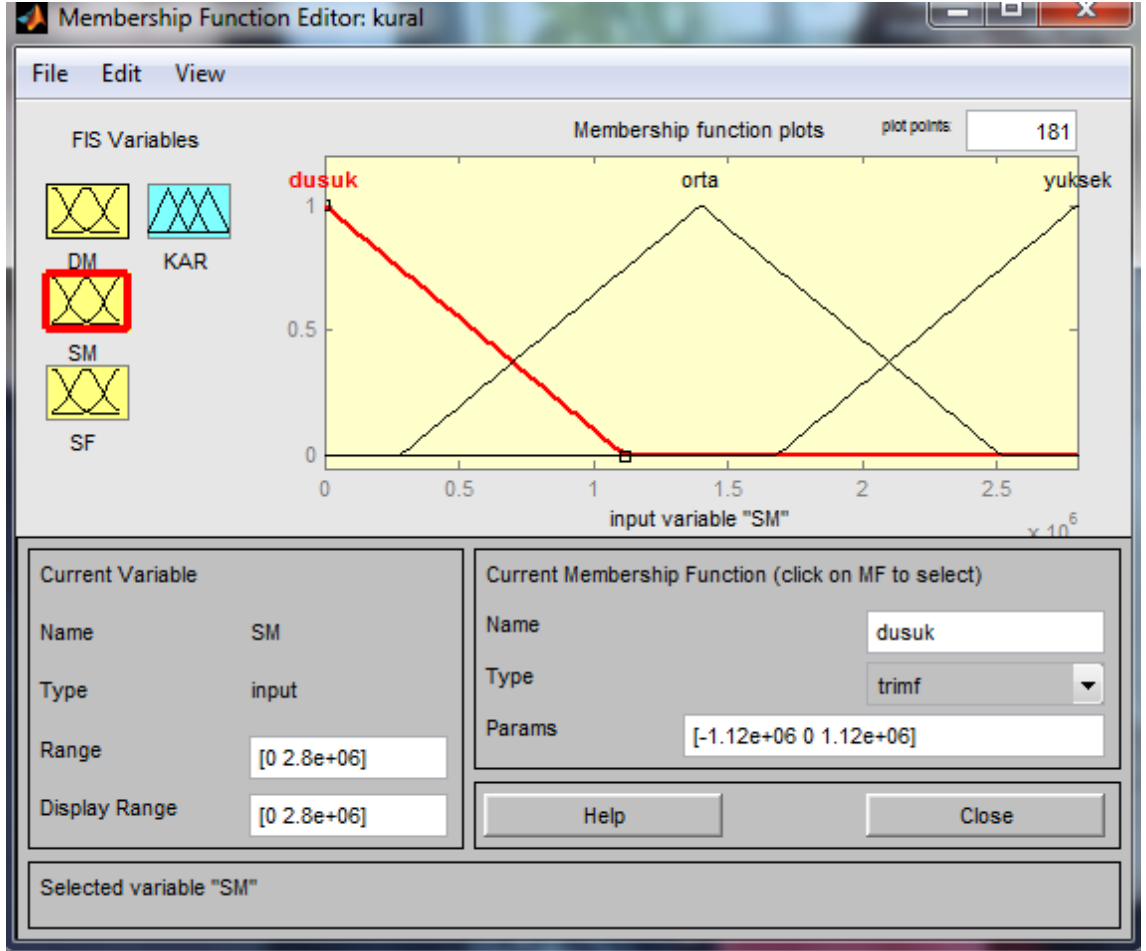 Membership Function Editor: kural
File Edit View
FIS Variables
Membership function plots
plot points:
181
DM
KAR
SM
SF
dusuk
orta
yuksek
1
0.5
0
0 0.5 1 1.5 2 2.5
input variable "SM"
x 10^6
Current Variable
Name SM
Type input
Range [0 2.8e+06]
Display Range [0 2.8e+06]
Current Membership Function (click on MF to select)
Name dusuk
Type trimf
Params [-1.12e+06 0 1.12e+06]
Help
Close
Selected variable "SM"